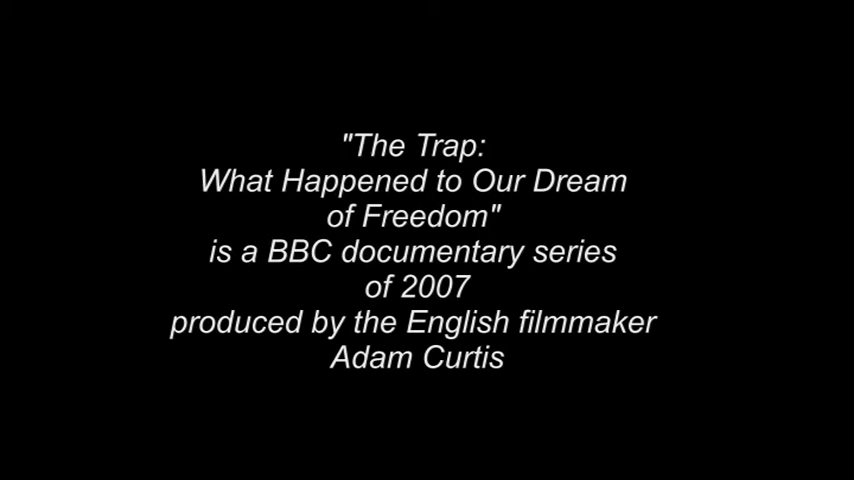 "The Trap:
What Happened to Our Dream
of Freedom"
is a BBC documentary series
of 2007
produced by the English filmmaker
Adam Curtis